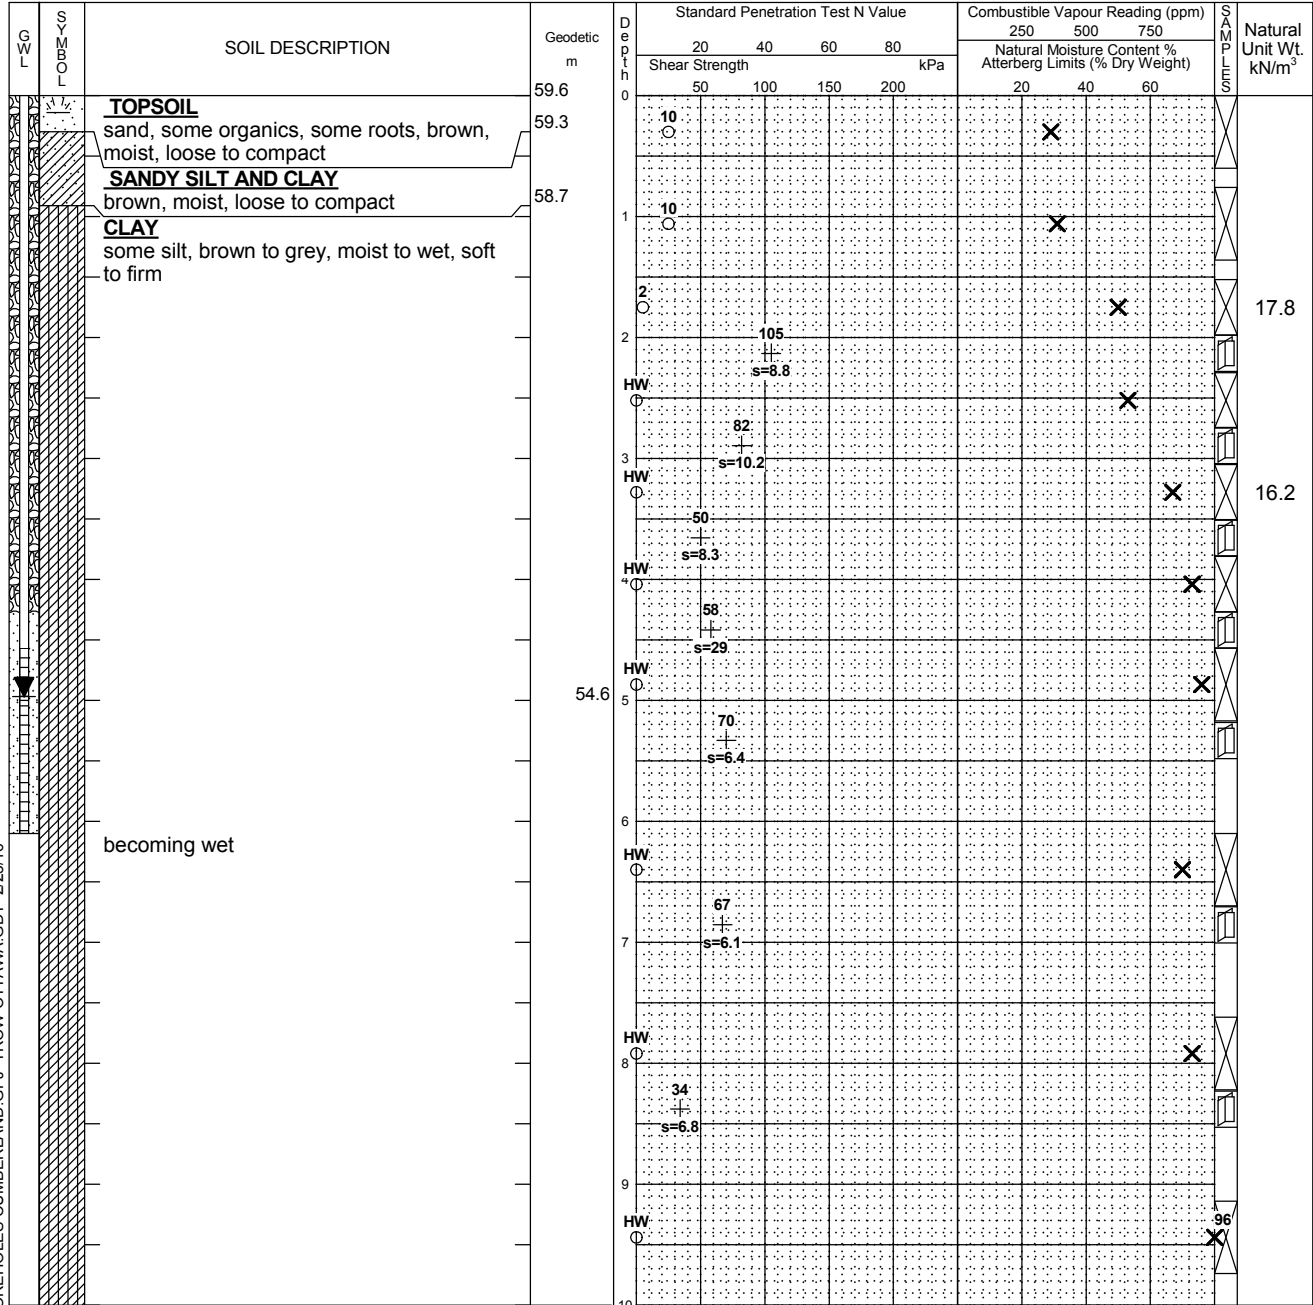 GWL
SYMBOL
SOIL DESCRIPTION
Geodetic
m
Depth
Standard Penetration Test N Value
20 40 60 80
Shear Strength kPa
50 100 150 200
Combustible Vapour Reading (ppm)
250 500 750
Natural Moisture Content %
Atterberg Limits (% Dry Weight)
20 40 60
SAMPLES
Natural
Unit Wt.
kN/m³
59.6
0
TOPSOIL
59.3
10
sand, some organics, some roots, brown,
moist, loose to compact
SANDY SILT AND CLAY
58.7
brown, moist, loose to compact
1
10
CLAY
some silt, brown to grey, moist to wet, soft
to firm
2
17.8
2
105
s=8.8
HW
82
3
s=10.2
HW
16.2
50
s=8.3
HW
4
58
s=29
HW
54.6
5
70
s=6.4
6
becoming wet
HW
67
7
s=6.1
HW
8
34
s=6.8
9
HW
96
10